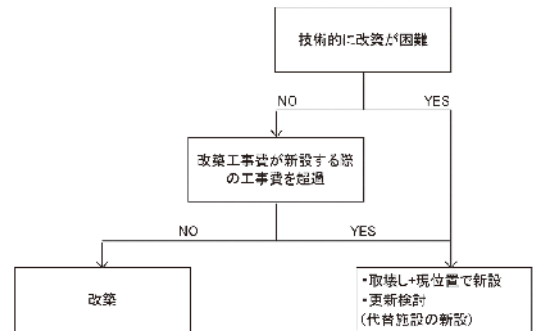 技術的に改築が困難
NO
YES
改築工事費が新設する際
の工事費を超過
NO
YES
改築
・取壊し+現位置で新設
・更新検討
(代替施設の新設)